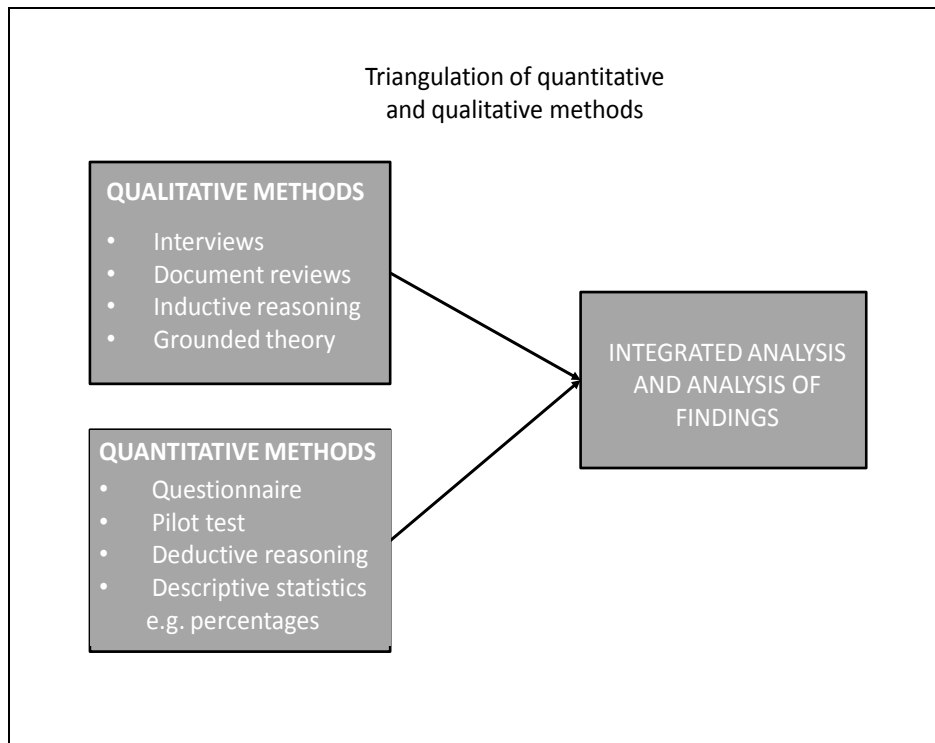 Triangulation of quantitative
and qualitative methods
QUALITATIVE METHODS
• Interviews
• Document reviews
• Inductive reasoning
• Grounded theory
QUANTITATIVE METHODS
• Questionnaire
• Pilot test
• Deductive reasoning
• Descriptive statistics
e.g. percentages
INTEGRATED ANALYSIS
AND ANALYSIS OF
FINDINGS